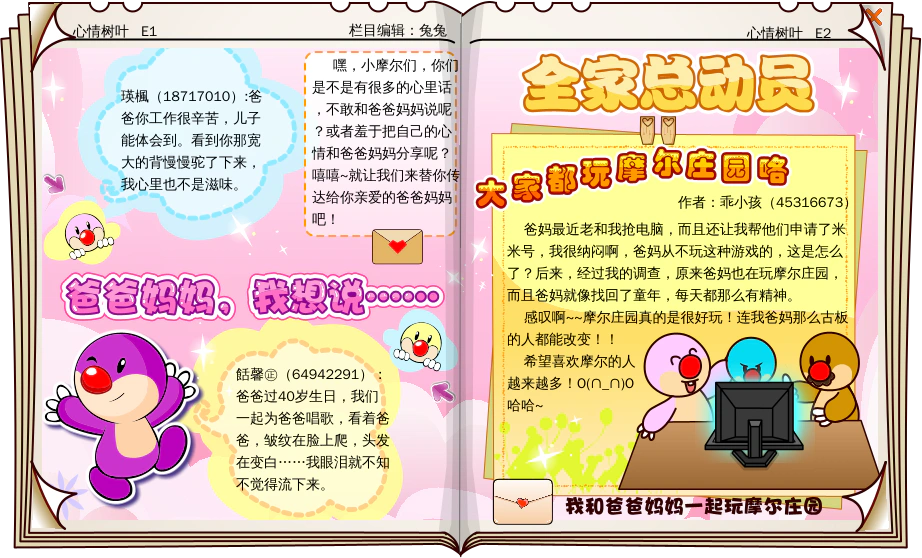 心情树叶 E1
栏目编辑：兔兔
瑛楓（18717010）:爸
爸你工作很辛苦，儿子
能体会到。看到你那宽
大的背慢慢驼了下来，
我心里也不是滋味。
嘿，小摩尔们，你们
是不是有很多的心里话
，不敢和爸爸妈妈说呢
？或者羞于把自己的心
情和爸爸妈妈分享呢？
嘻嘻~就让我们来替你传
达给你亲爱的爸爸妈妈
吧！
爸爸妈妈，我想说……
餂馨㊣（64942291）：
爸爸过40岁生日，我们
一起为爸爸唱歌，看着爸
爸，皱纹在脸上爬，头发
在变白……我眼泪就不知
不觉得流下来。
心情树叶 E2
全家总动员
大家都玩摩尔庄园咯
作者：乖小孩（45316673）
爸妈最近老和我抢电脑，而且还让我帮他们申请了米
米号，我很纳闷啊，爸妈从不玩这种游戏的，这是怎么
了？后来，经过我的调查，原来爸妈也在玩摩尔庄园，
而且爸妈就像找回了童年，每天都那么有精神。
感叹啊~~摩尔庄园真的是很好玩！连我爸妈那么古板
的人都能改变！！
希望喜欢摩尔的人
越来越多！O(∩_∩)O
哈哈~
我和爸爸妈妈一起玩摩尔庄园